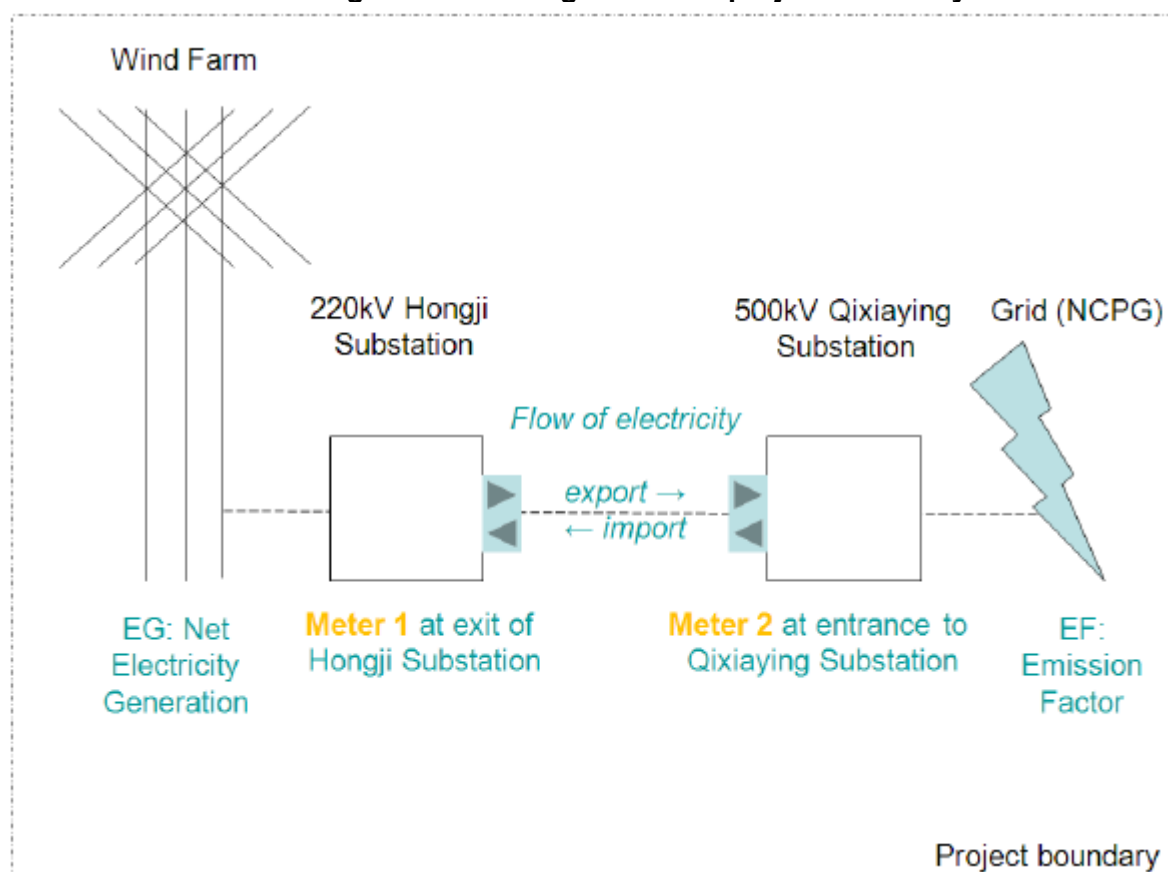 Wind Farm
220kV Hongji
Substation
500kV Qixiaying
Substation
Grid (NCPG)
Flow of electricity
export →
← import
EG: Net
Electricity
Generation
Meter 1 at exit of
Hongji Substation
Meter 2 at entrance to
Qixiaying Substation
EF:
Emission
Factor
Project boundary